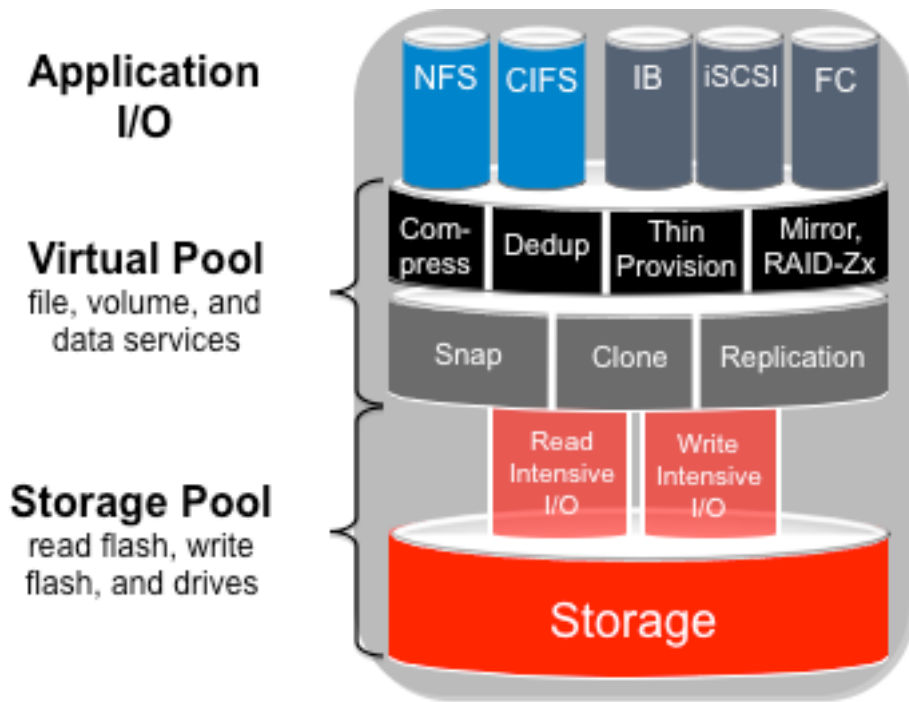 Application
I/O
NFS
CIFS
IB
iSCSI
FC
Virtual Pool
file, volume, and
data services
Com-
press
Dedup
Thin
Provision
Mirror,
RAID-Zx
Snap
Clone
Replication
Storage Pool
read flash, write
flash, and drives
Read
Intensive
I/O
Write
Intensive
I/O
Storage